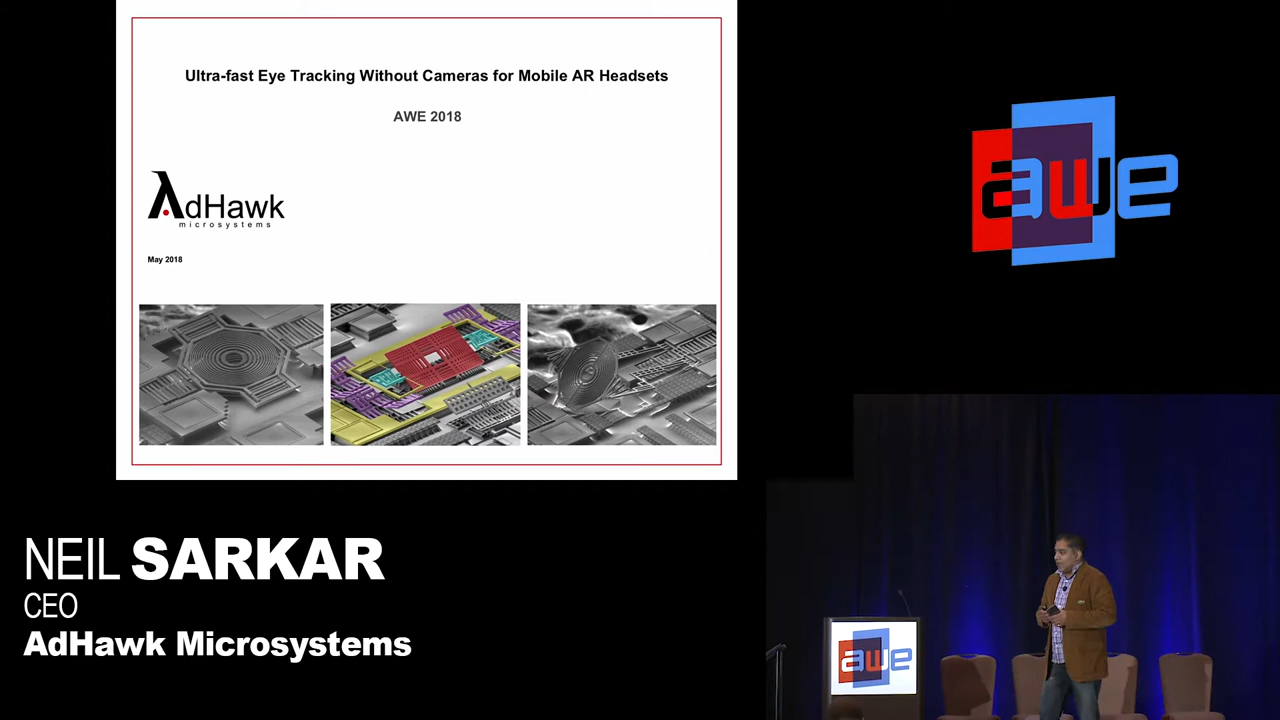 Ultra-fast Eye Tracking Without Cameras for Mobile AR Headsets
AWE 2018
AdHawk
microsystems
May 2018
awe
NEIL SARKAR
CEO
AdHawk Microsystems
awe